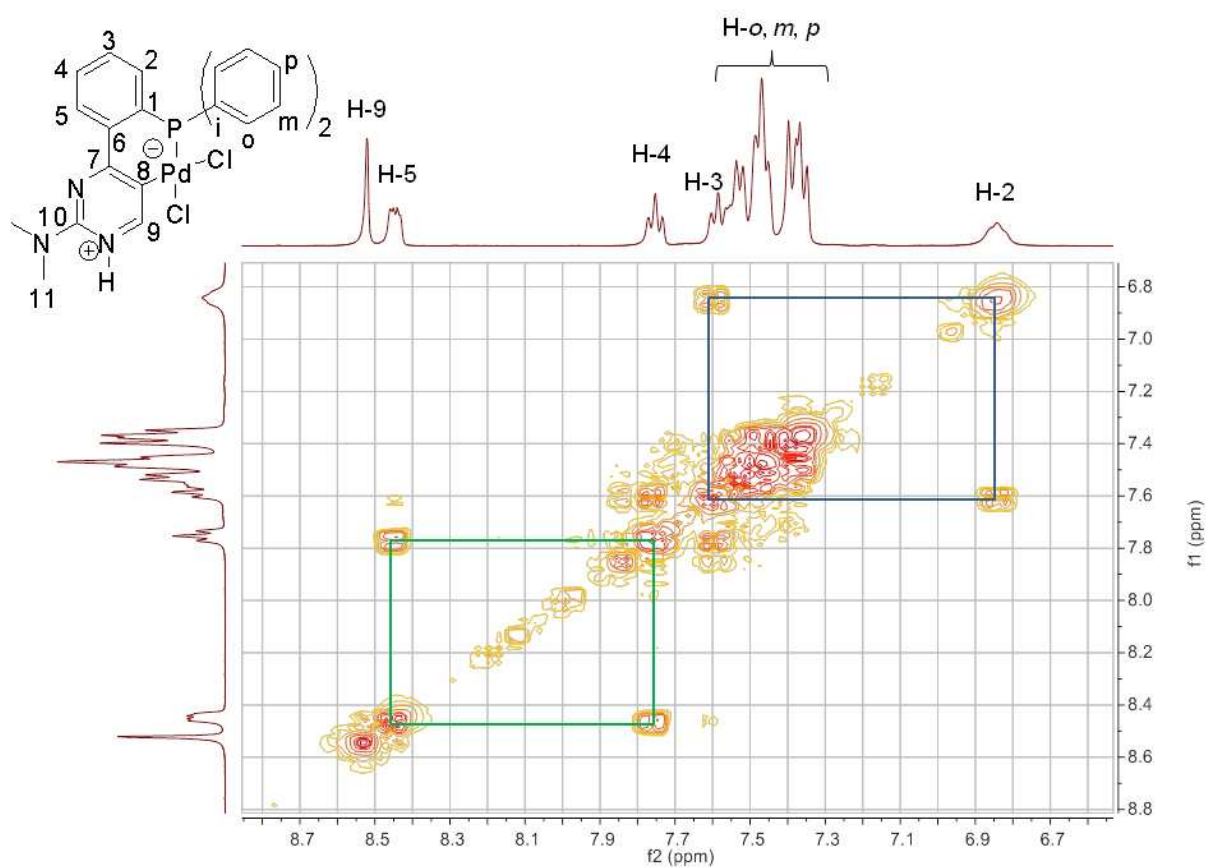 H-o, m, p
3
4
2
p
5
1
H-9
P
i
m
2
6
o
H-4
7
⊖
H-5
8
Pd
Cl
H-3
N
H-2
10
Cl
9
N
N
⊕
H
11
6.8
7.0
7.2
7.4
7.6
7.8
8.0
8.2
8.4
8.6
8.8
f1 (ppm)
8.7 8.5 8.3 8.1 7.9 7.7 7.5 7.3 7.1 6.9 6.7
f2 (ppm)